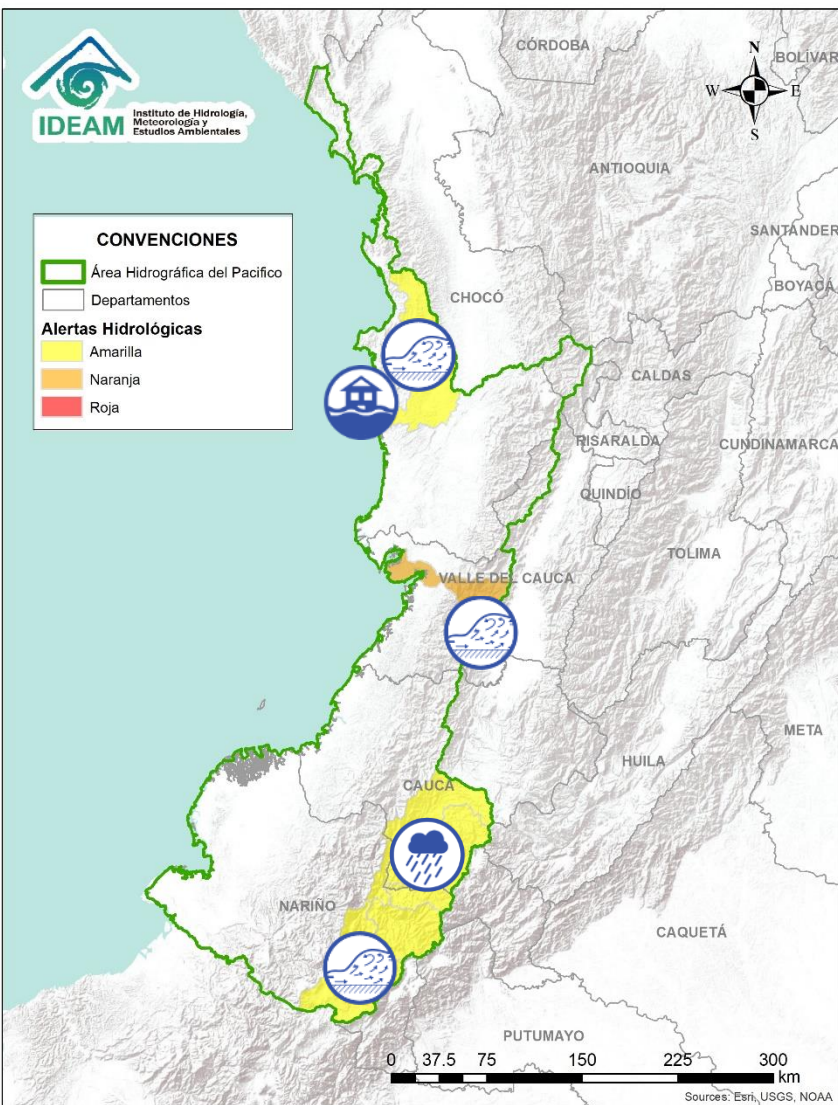 IDEAM
Instituto de Hidrología,
Meteorología y
Estudios Ambientales
CÓRDOBA
BOLÍVAR
N
W
E
S
ANTIOQUIA
SANTANDER
BOYACÁ
CONVENCIONES
Área Hidrográfica del Pacifico
Departamentos
Alertas Hidrológicas
Amarilla
Naranja
Roja
CHOCÓ
CALDAS
RISARALDA
CUNDINAMARCA
QUINDÍO
TOLIMA
VALLE DEL CAUCA
META
HUILA
CAUCA
NARIÑO
CAQUETÁ
PUTUMAYO
0 37.5 75 150 225 300
km
Sources: Esri, USGS, NOAA